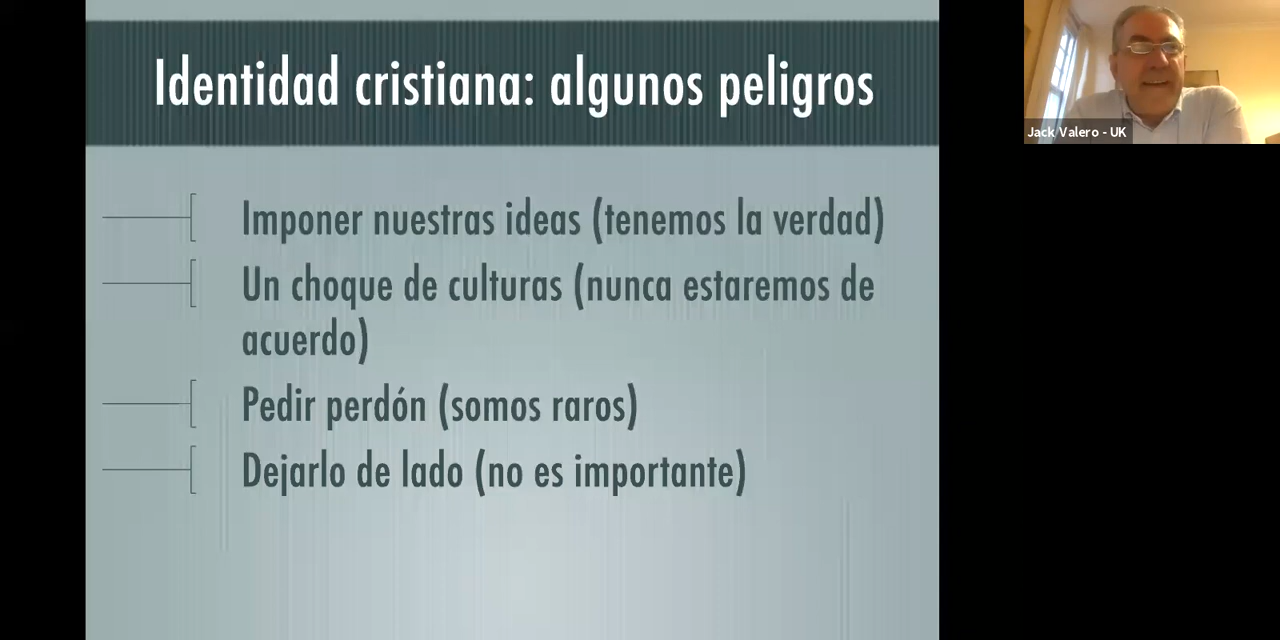 Identidad cristiana: algunos peligros
Imponer nuestras ideas (tenemos la verdad)
Un choque de culturas (nunca estaremos de
acuerdo)
Pedir perdón (somos raros)
Dejarlo de lado (no es importante)
Jack Valero - UK